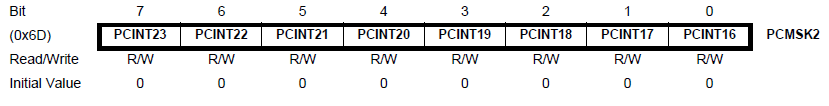 Bit 7 6 5 4 3 2 1 0
(0x6D) PCINT23 PCINT22 PCINT21 PCINT20 PCINT19 PCINT18 PCINT17 PCINT16 PCMSK2
Read/Write R/W R/W R/W R/W R/W R/W R/W R/W
Initial Value 0 0 0 0 0 0 0 0